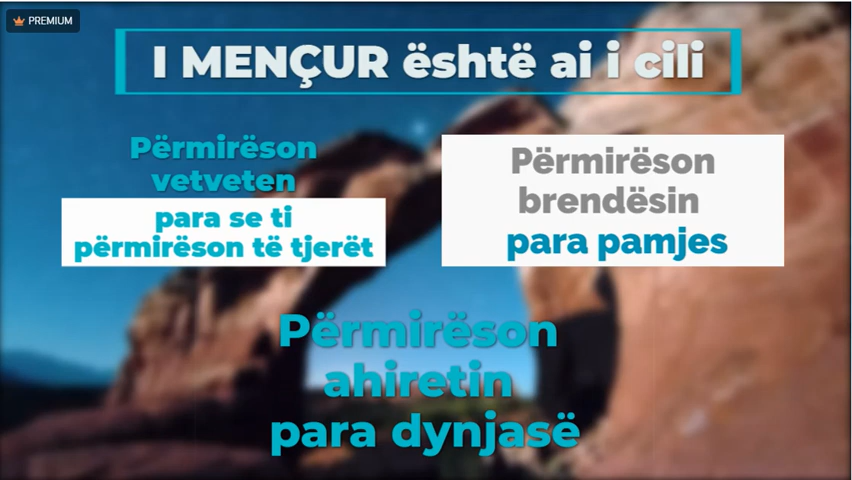 PREMIUM
I MENÇUR është ai i cili
Përmirëson
vetveten
para se ti
përmirëson të tjerët
Përmirëson
brendësin
para pamjes
Përmirëson
ahiretin
para dynjasë